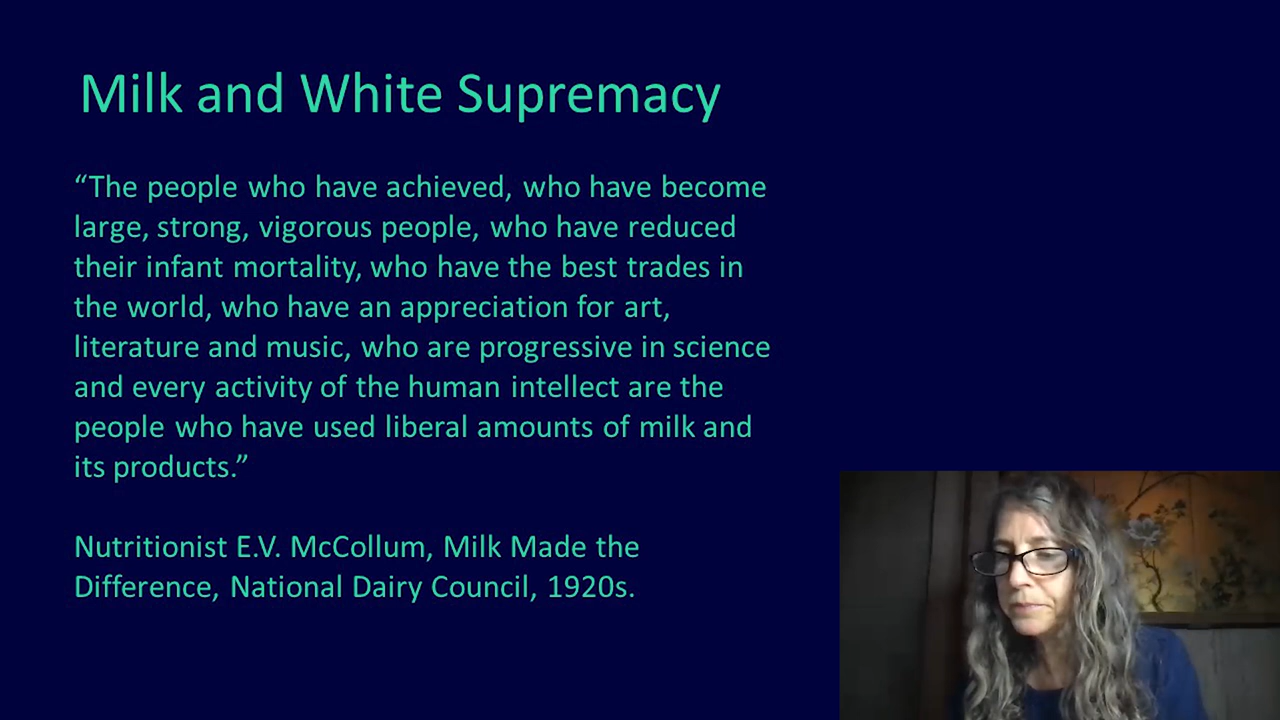 Milk and White Supremacy
“The people who have achieved, who have become
large, strong, vigorous people, who have reduced
their infant mortality, who have the best trades in
the world, who have an appreciation for art,
literature and music, who are progressive in science
and every activity of the human intellect are the
people who have used liberal amounts of milk and
its products.”
Nutritionist E.V. McCollum, Milk Made the
Difference, National Dairy Council, 1920s.